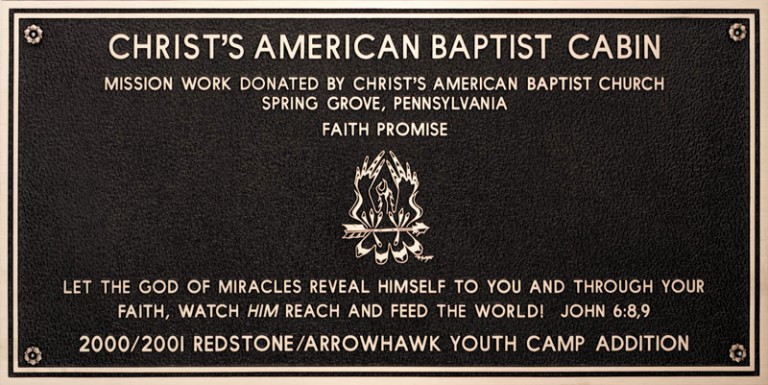 CHRIST'S AMERICAN BAPTIST CABIN
MISSION WORK DONATED BY CHRIST'S AMERICAN BAPTIST CHURCH
SPRING GROVE, PENNSYLVANIA
FAITH PROMISE
LET THE GOD OF MIRACLES REVEAL HIMSELF TO YOU AND THROUGH YOUR
FAITH, WATCH HIM REACH AND FEED THE WORLD! JOHN 6:8,9
2000/2001 REDSTONE/ARROWHAWK YOUTH CAMP ADDITION